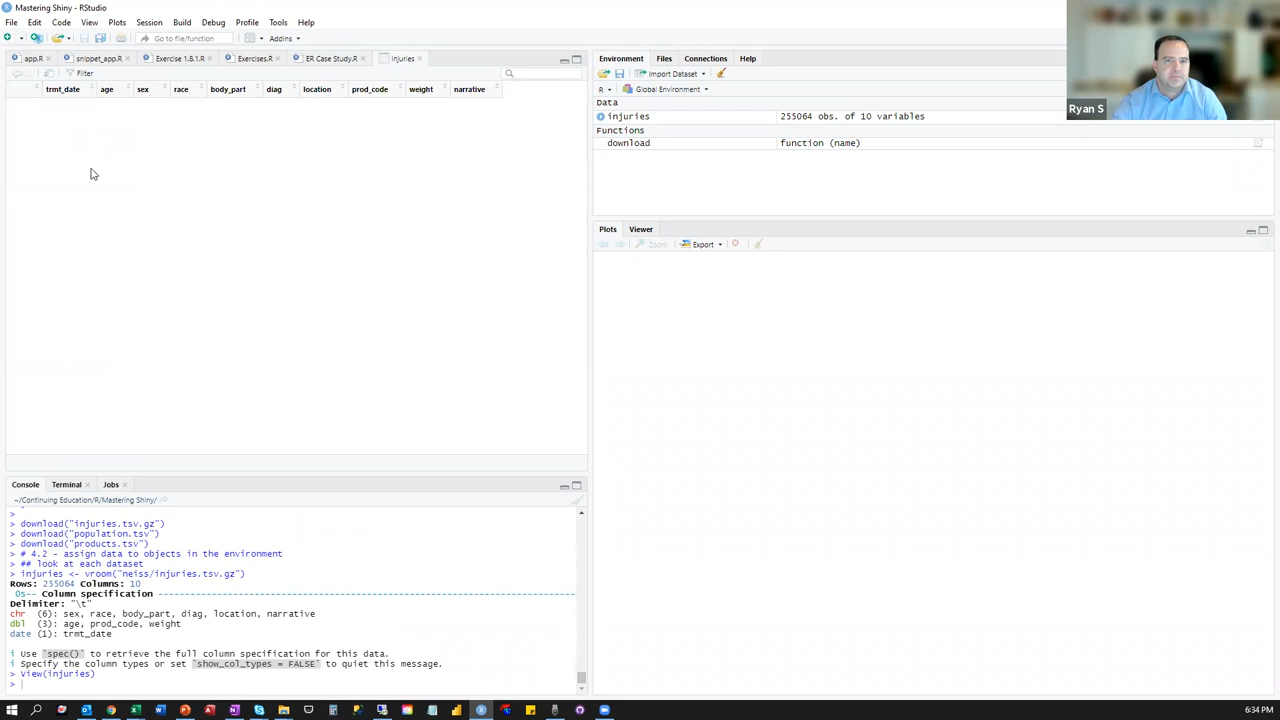 Mastering Shiny - RStudio
File Edit Code View Plots Session Build Debug Profile Tools Help
Go to file/function Addins
app.R snippet_app.R Exercise 1.8.1.R Exercises.R ER Case Study.R injuries
Filter
trmt_date age sex race body_part diag location prod_code weight narrative
Environment Files Connections Help
Import Dataset
R Global Environment
Data
injuries 255064 obs. of 10 variables
Functions
download function (name)
Plots Viewer
Zoom Export
Ryan S
Console Terminal Jobs
~/Continuing Education/R/Mastering Shiny/
>
> download("injuries.tsv.gz")
> download("population.tsv")
> download("products.tsv")
> # 4.2 - assign data to objects in the environment
> ## look at each dataset
> injuries <- vroom("neiss/injuries.tsv.gz")
Rows: 255064 Columns: 10
0s-- Column specification ----------------------------------------
Delimiter: "\t"
chr (6): sex, race, body_part, diag, location, narrative
dbl (3): age, prod_code, weight
date (1): trmt_date
i Use `spec()` to retrieve the full column specification for this data.
i Specify the column types or set `show_col_types = FALSE` to quiet this message.
> View(injuries)
>
6:34 PM